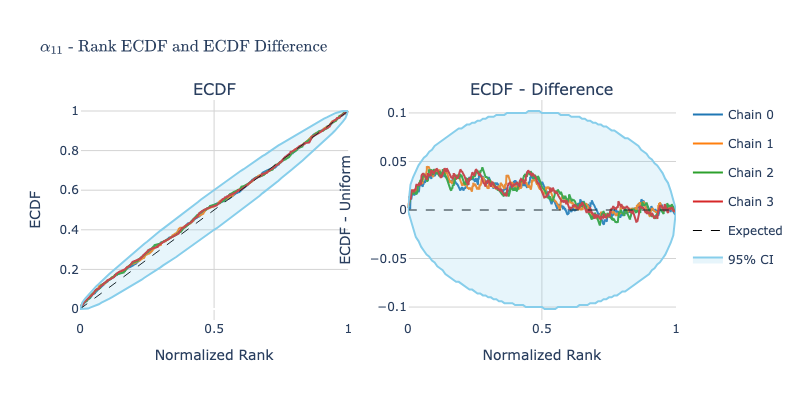 α₁₁ - Rank ECDF and ECDF Difference
ECDF
ECDF - Difference
ECDF
1
0.8
0.6
0.4
0.2
0
0
0.5
1
Normalized Rank
ECDF - Uniform
0.1
0.05
0
−0.05
−0.1
0
0.5
1
Normalized Rank
Chain 0
Chain 1
Chain 2
Chain 3
Expected
95% CI